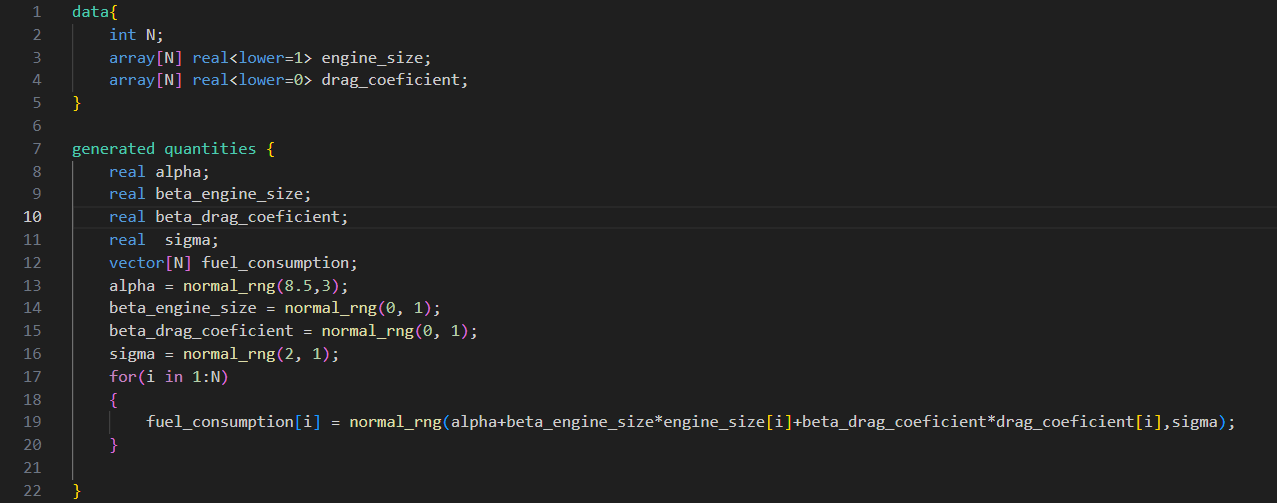 1 data{
2     int N;
3     array[N] real<lower=1> engine_size;
4     array[N] real<lower=0> drag_coeficient;
5 }
6
7 generated quantities {
8     real alpha;
9     real beta_engine_size;
10     real beta_drag_coeficient;
11     real  sigma;
12     vector[N] fuel_consumption;
13     alpha = normal_rng(8.5,3);
14     beta_engine_size = normal_rng(0, 1);
15     beta_drag_coeficient = normal_rng(0, 1);
16     sigma = normal_rng(2, 1);
17     for(i in 1:N)
18     {
19         fuel_consumption[i] = normal_rng(alpha+beta_engine_size*engine_size[i]+beta_drag_coeficient*drag_coeficient[i],sigma);
20     }
21
22 }